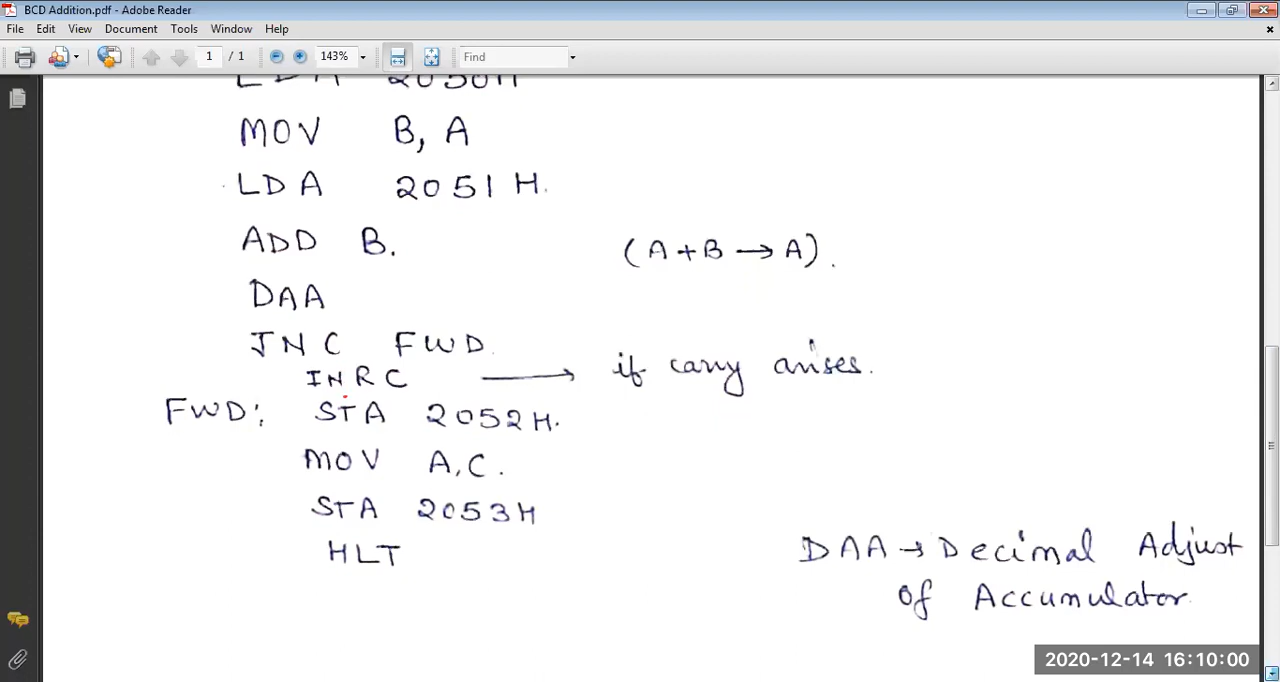 BCD Addition.pdf - Adobe Reader
File Edit View Document Tools Window Help
1 / 1 143% Find
LDA 2050H
MOV B, A
LDA 2051 H.
ADD B. (A+B → A).
DAA
JNC FWD.
INR C → if carry arises.
FWD: STA 2052H.
MOV A,C.
STA 2053H
HLT
DAA → Decimal Adjust
of Accumulator.
2020-12-14 16:10:00